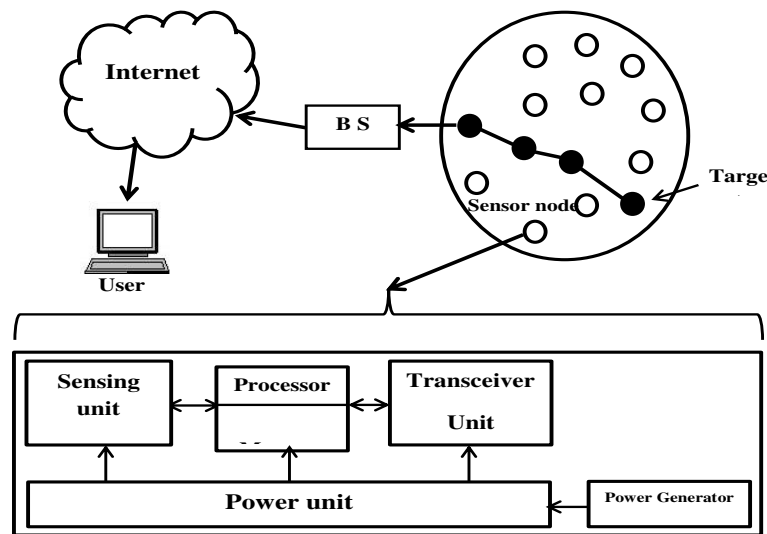 Internet
B S
Targe
Sensor node
User
Sensing
unit
Processor
Transceiver
Unit
Power unit
Power Generator